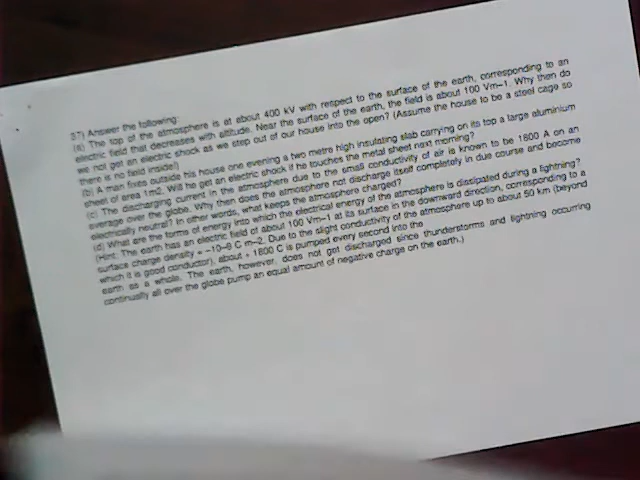 37) Answer the following:
(a) The top of the atmosphere is at about 400 kV with respect to the surface of the earth, corresponding to an
electric field that decreases with altitude. Near the surface of the earth, the field is about 100 Vm–1. Why then do
we not get an electric shock as we step out of our house into the open? (Assume the house to be a steel cage so
there is no field inside!)
(b) A man fixes outside his house one evening a two metre high insulating slab carrying on its top a large aluminium
sheet of area 1m2. Will he get an electric shock if he touches the metal sheet next morning?
(c) The discharging current in the atmosphere due to the small conductivity of air is known to be 1800 A on an
average over the globe. Why then does the atmosphere not discharge itself completely in due course and become
electrically neutral? In other words, what keeps the atmosphere charged?
(d) What are the forms of energy into which the electrical energy of the atmosphere is dissipated during a lightning?
(Hint: The earth has an electric field of about 100 Vm–1 at its surface in the downward direction, corresponding to a
surface charge density = –10–9 C m–2. Due to the slight conductivity of the atmosphere up to about 50 km (beyond
which it is good conductor), about + 1800 C is pumped every second into the
earth as a whole. The earth, however, does not get discharged since thunderstorms and lightning occurring
continually all over the globe pump an equal amount of negative charge on the earth.)